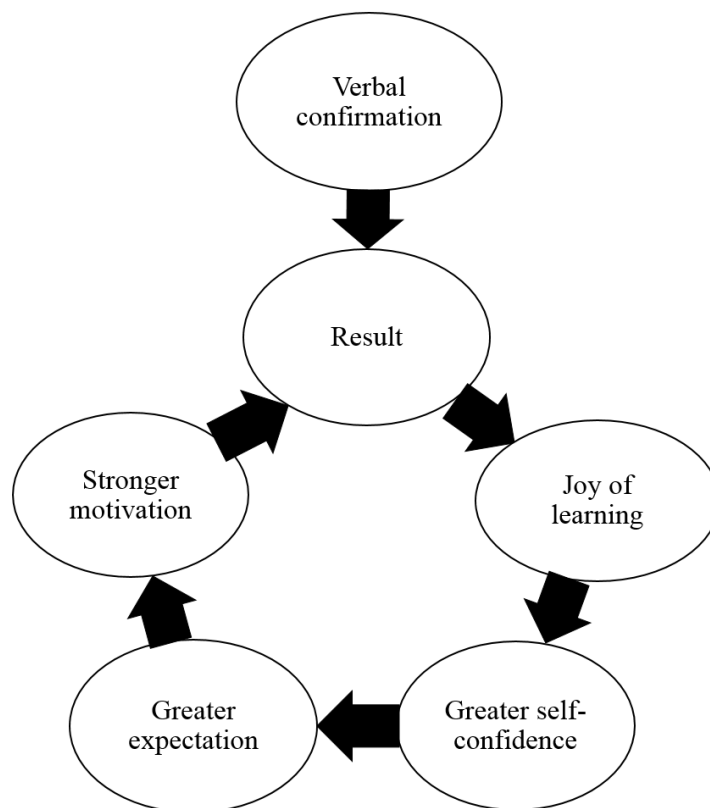 Verbal
confirmation
Result
Joy of
learning
Greater self-
confidence
Greater
expectation
Stronger
motivation